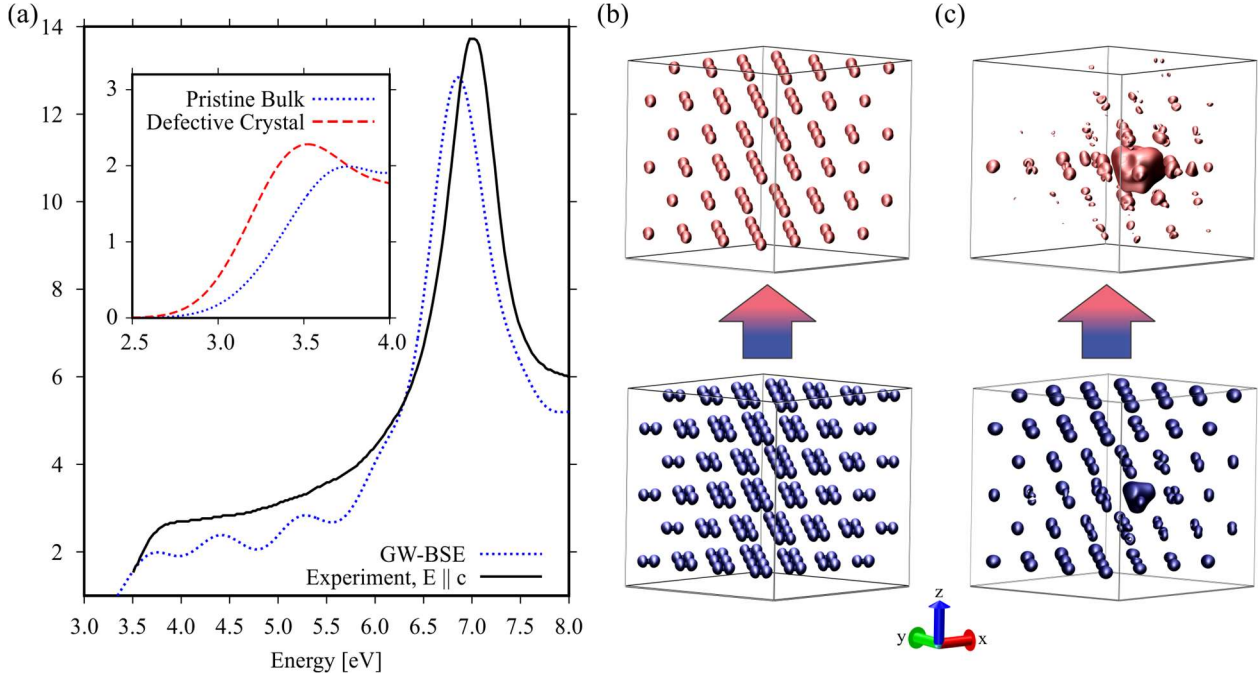 (a)
(b)
(c)
14
12
10
8
6
4
2
3
2
1
0
Pristine Bulk
Defective Crystal
2.5 3.0 3.5 4.0
GW-BSE
Experiment, E || c
3.0 3.5 4.0 4.5 5.0 5.5 6.0 6.5 7.0 7.5 8.0
Energy [eV]
z
y
x